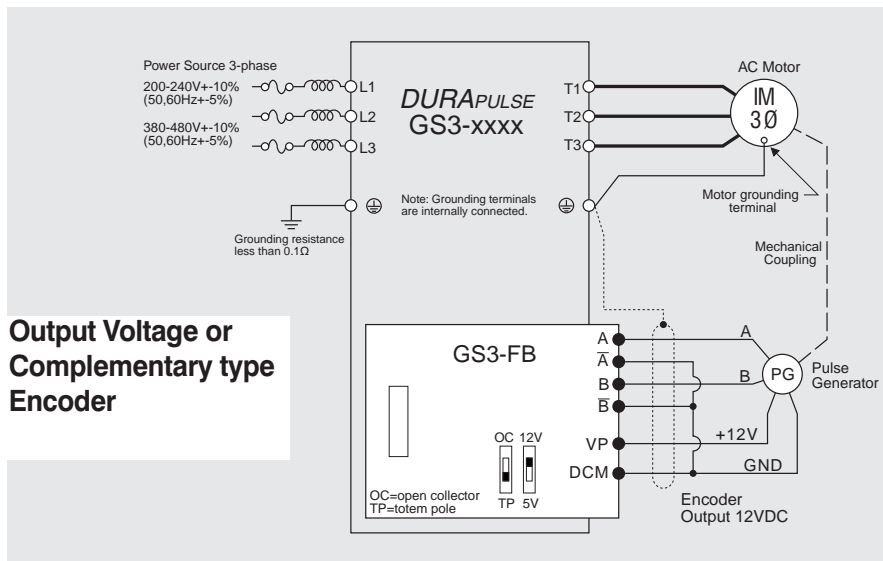 Power Source 3-phase
200-240V+-10%
(50,60Hz+-5%)
380-480V+-10%
(50,60Hz+-5%)
L1
L2
L3
DURAPULSE
GS3-xxxx
T1
T2
T3
AC Motor
IM
3Ø
Note: Grounding terminals
are internally connected.
Motor grounding
terminal
Grounding resistance
less than 0.1Ω
Mechanical
Coupling
Output Voltage or
Complementary type
Encoder
GS3-FB
A
A̅
B
B̅
VP
DCM
A
B
+12V
GND
PG
Pulse
Generator
OC 12V
TP 5V
OC=open collector
TP=totem pole
Encoder
Output 12VDC